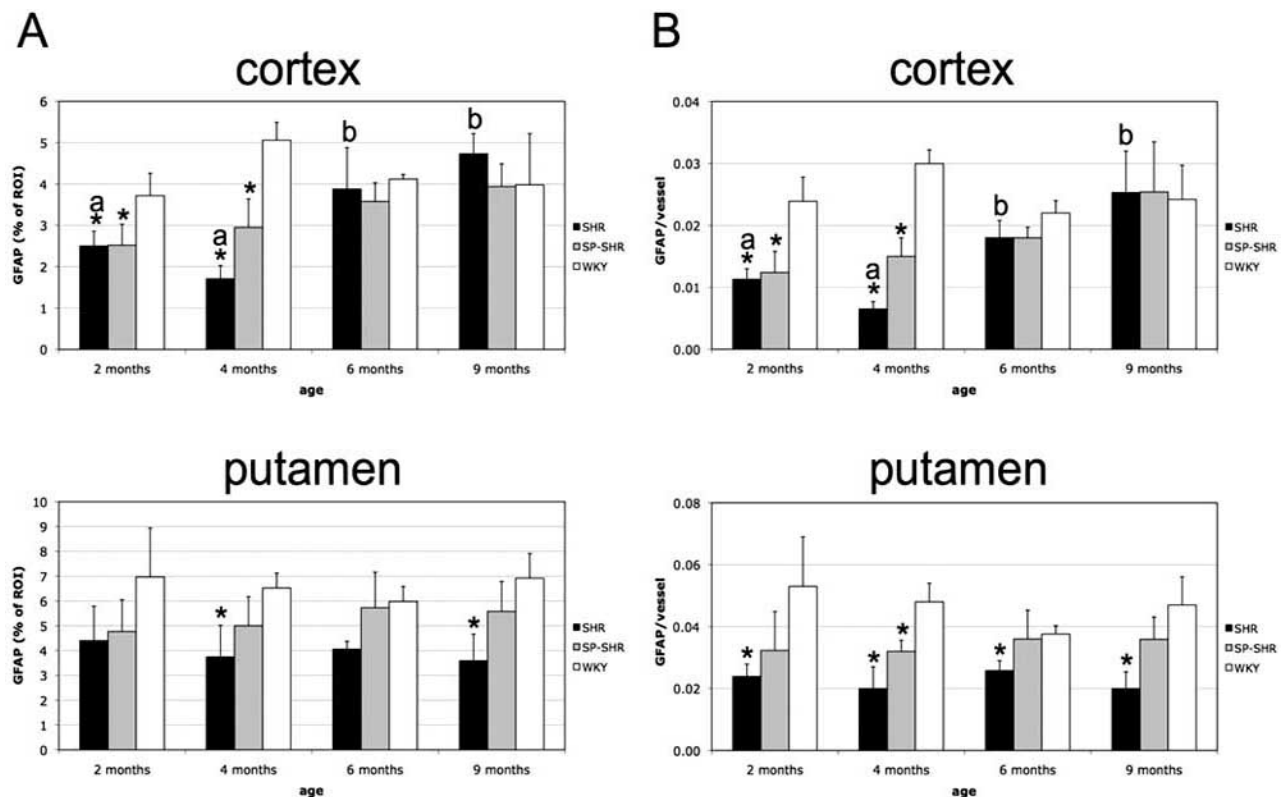 A
cortex
6
5
4
3
2
1
0
GFAP (% of ROI)
a
*
*
a
*
*
b
b
2 months
4 months
6 months
9 months
age
SHR
SP-SHR
WKY
B
cortex
0.04
0.03
0.02
0.01
0.00
GFAP/vessel
a
*
*
a
*
*
b
b
2 months
4 months
6 months
9 months
age
SHR
SP-SHR
WKY
putamen
10
9
8
7
6
5
4
3
2
1
0
GFAP (% of ROI)
*
*
2 months
4 months
6 months
9 months
age
SHR
SP-SHR
WKY
putamen
0.08
0.06
0.04
0.02
0.00
GFAP/vessel
*
*
*
*
*
2 months
4 months
6 months
9 months
age
SHR
SP-SHR
WKY